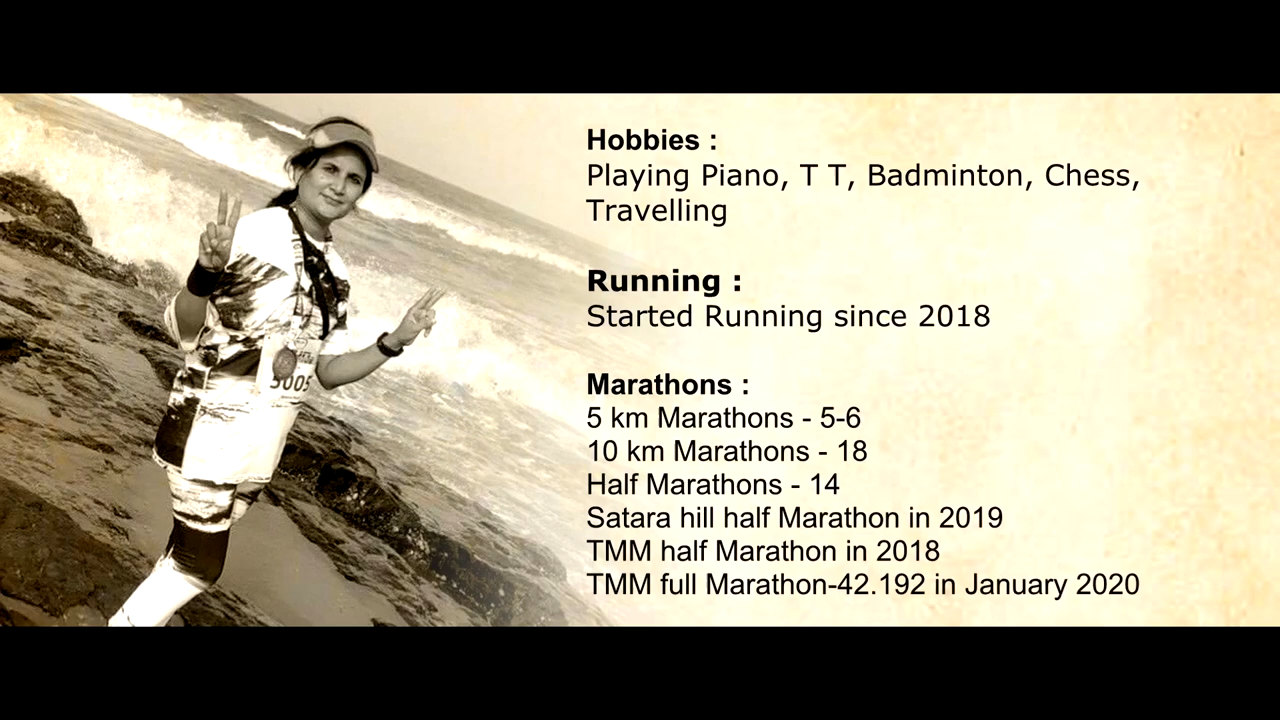 Hobbies :
Playing Piano, T T, Badminton, Chess,
Travelling
Running :
Started Running since 2018
Marathons :
5 km Marathons - 5-6
10 km Marathons - 18
Half Marathons - 14
Satara hill half Marathon in 2019
TMM half Marathon in 2018
TMM full Marathon-42.192 in January 2020
5005